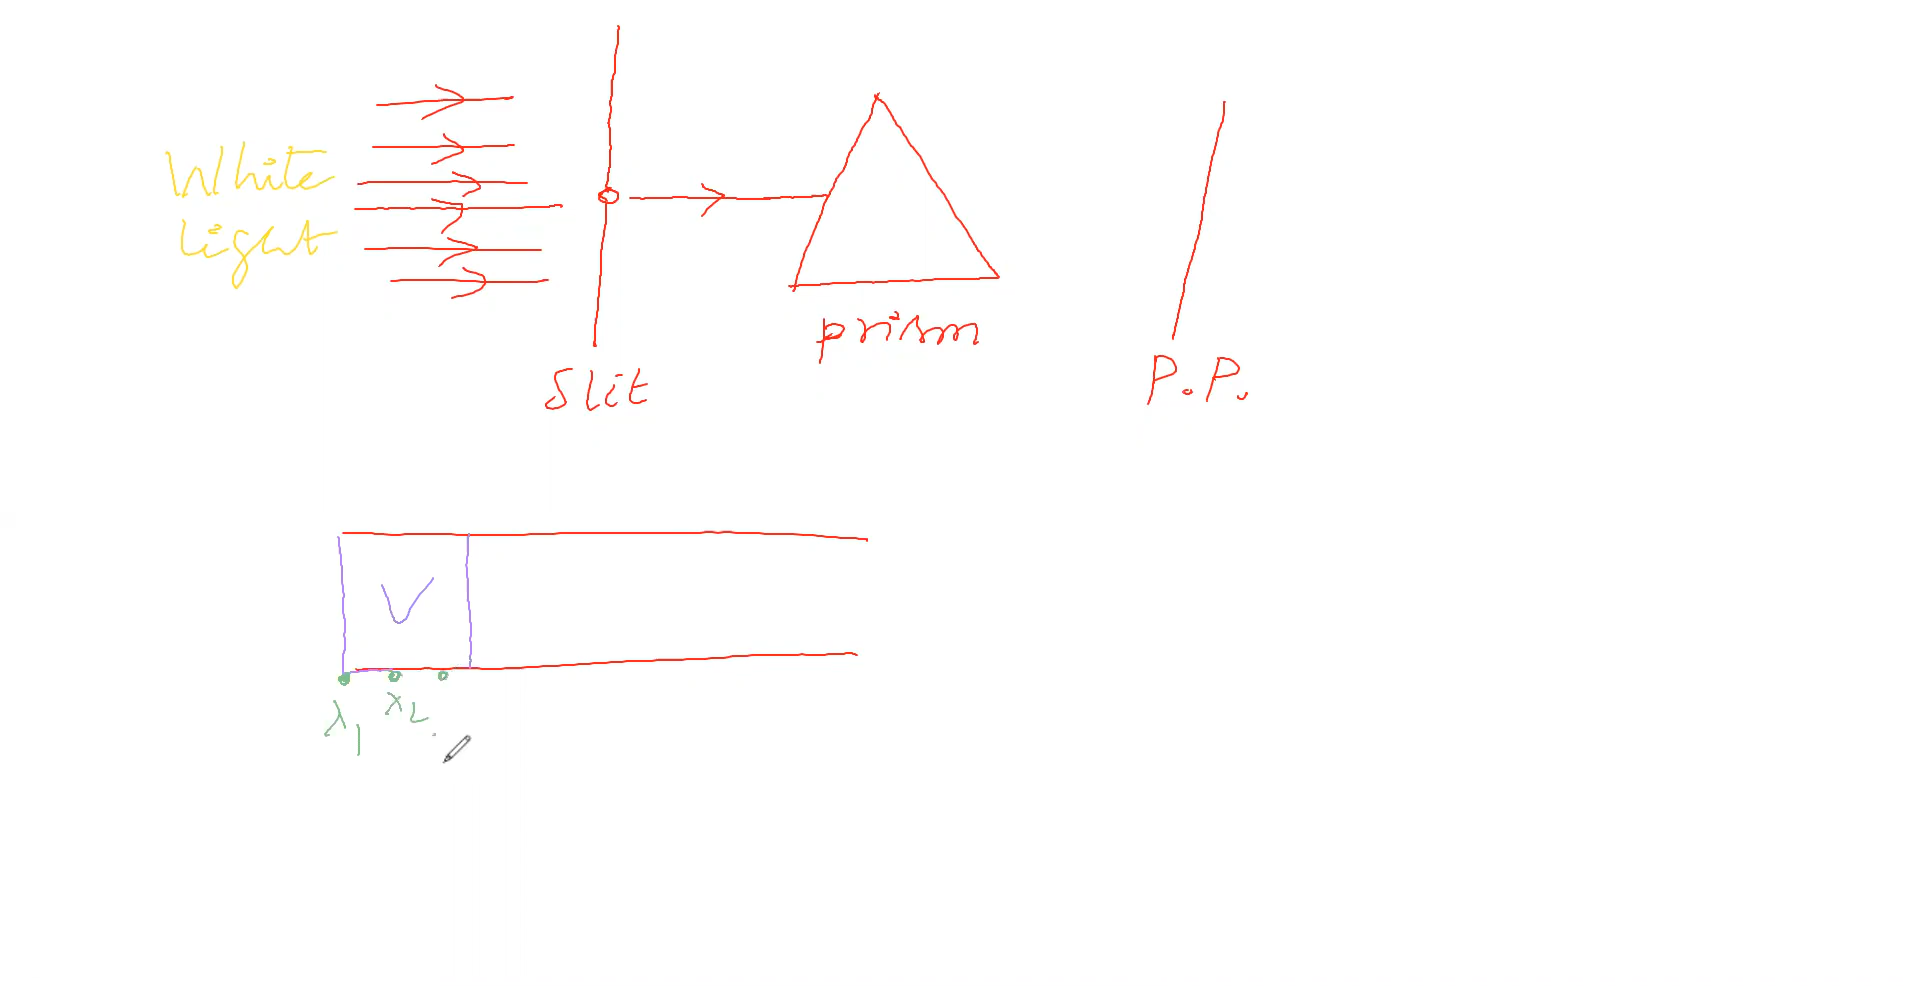 White
light
Slit
prism
P.P.
V
λ1 λ2 .